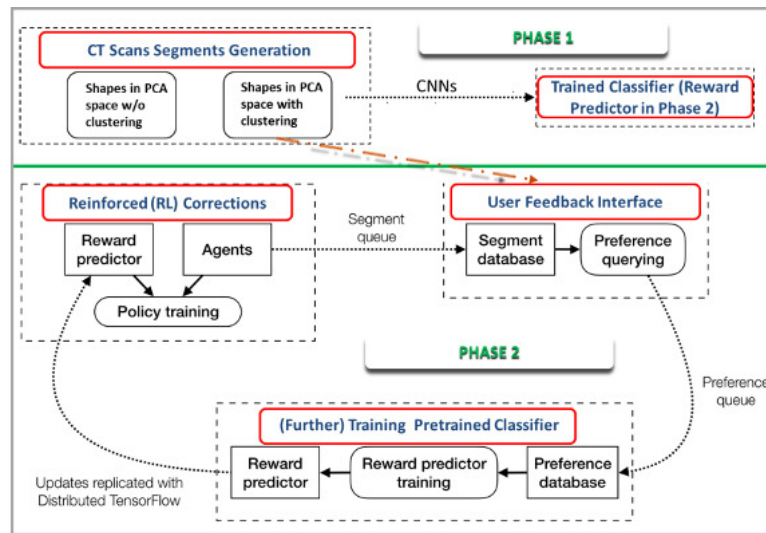 CT Scans Segments Generation
PHASE 1
Shapes in PCA
space w/o
clustering
Shapes in PCA
space with
clustering
CNNs
Trained Classifier (Reward
Predictor in Phase 2)
Reinforced (RL) Corrections
Reward
predictor
Agents
Policy training
Segment
queue
User Feedback Interface
Segment
database
Preference
querying
PHASE 2
Preference
queue
(Further) Training Pretrained Classifier
Reward
predictor
Reward predictor
training
Preference
database
Updates replicated with
Distributed TensorFlow